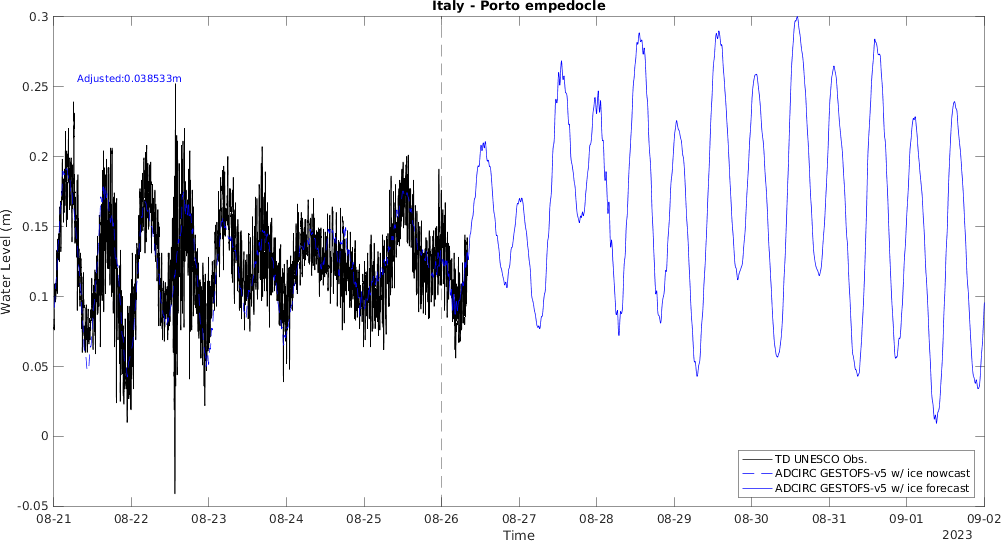 Italy - Porto empedocle
0.3
0.25
0.2
0.15
0.1
0.05
0
-0.05
Water Level (m)
Adjusted:0.038533m
TD UNESCO Obs.
ADCIRC GESTOFS-v5 w/ ice nowcast
ADCIRC GESTOFS-v5 w/ ice forecast
08-21 08-22 08-23 08-24 08-25 08-26 08-27 08-28 08-29 08-30 08-31 09-01 09-02
Time
2023